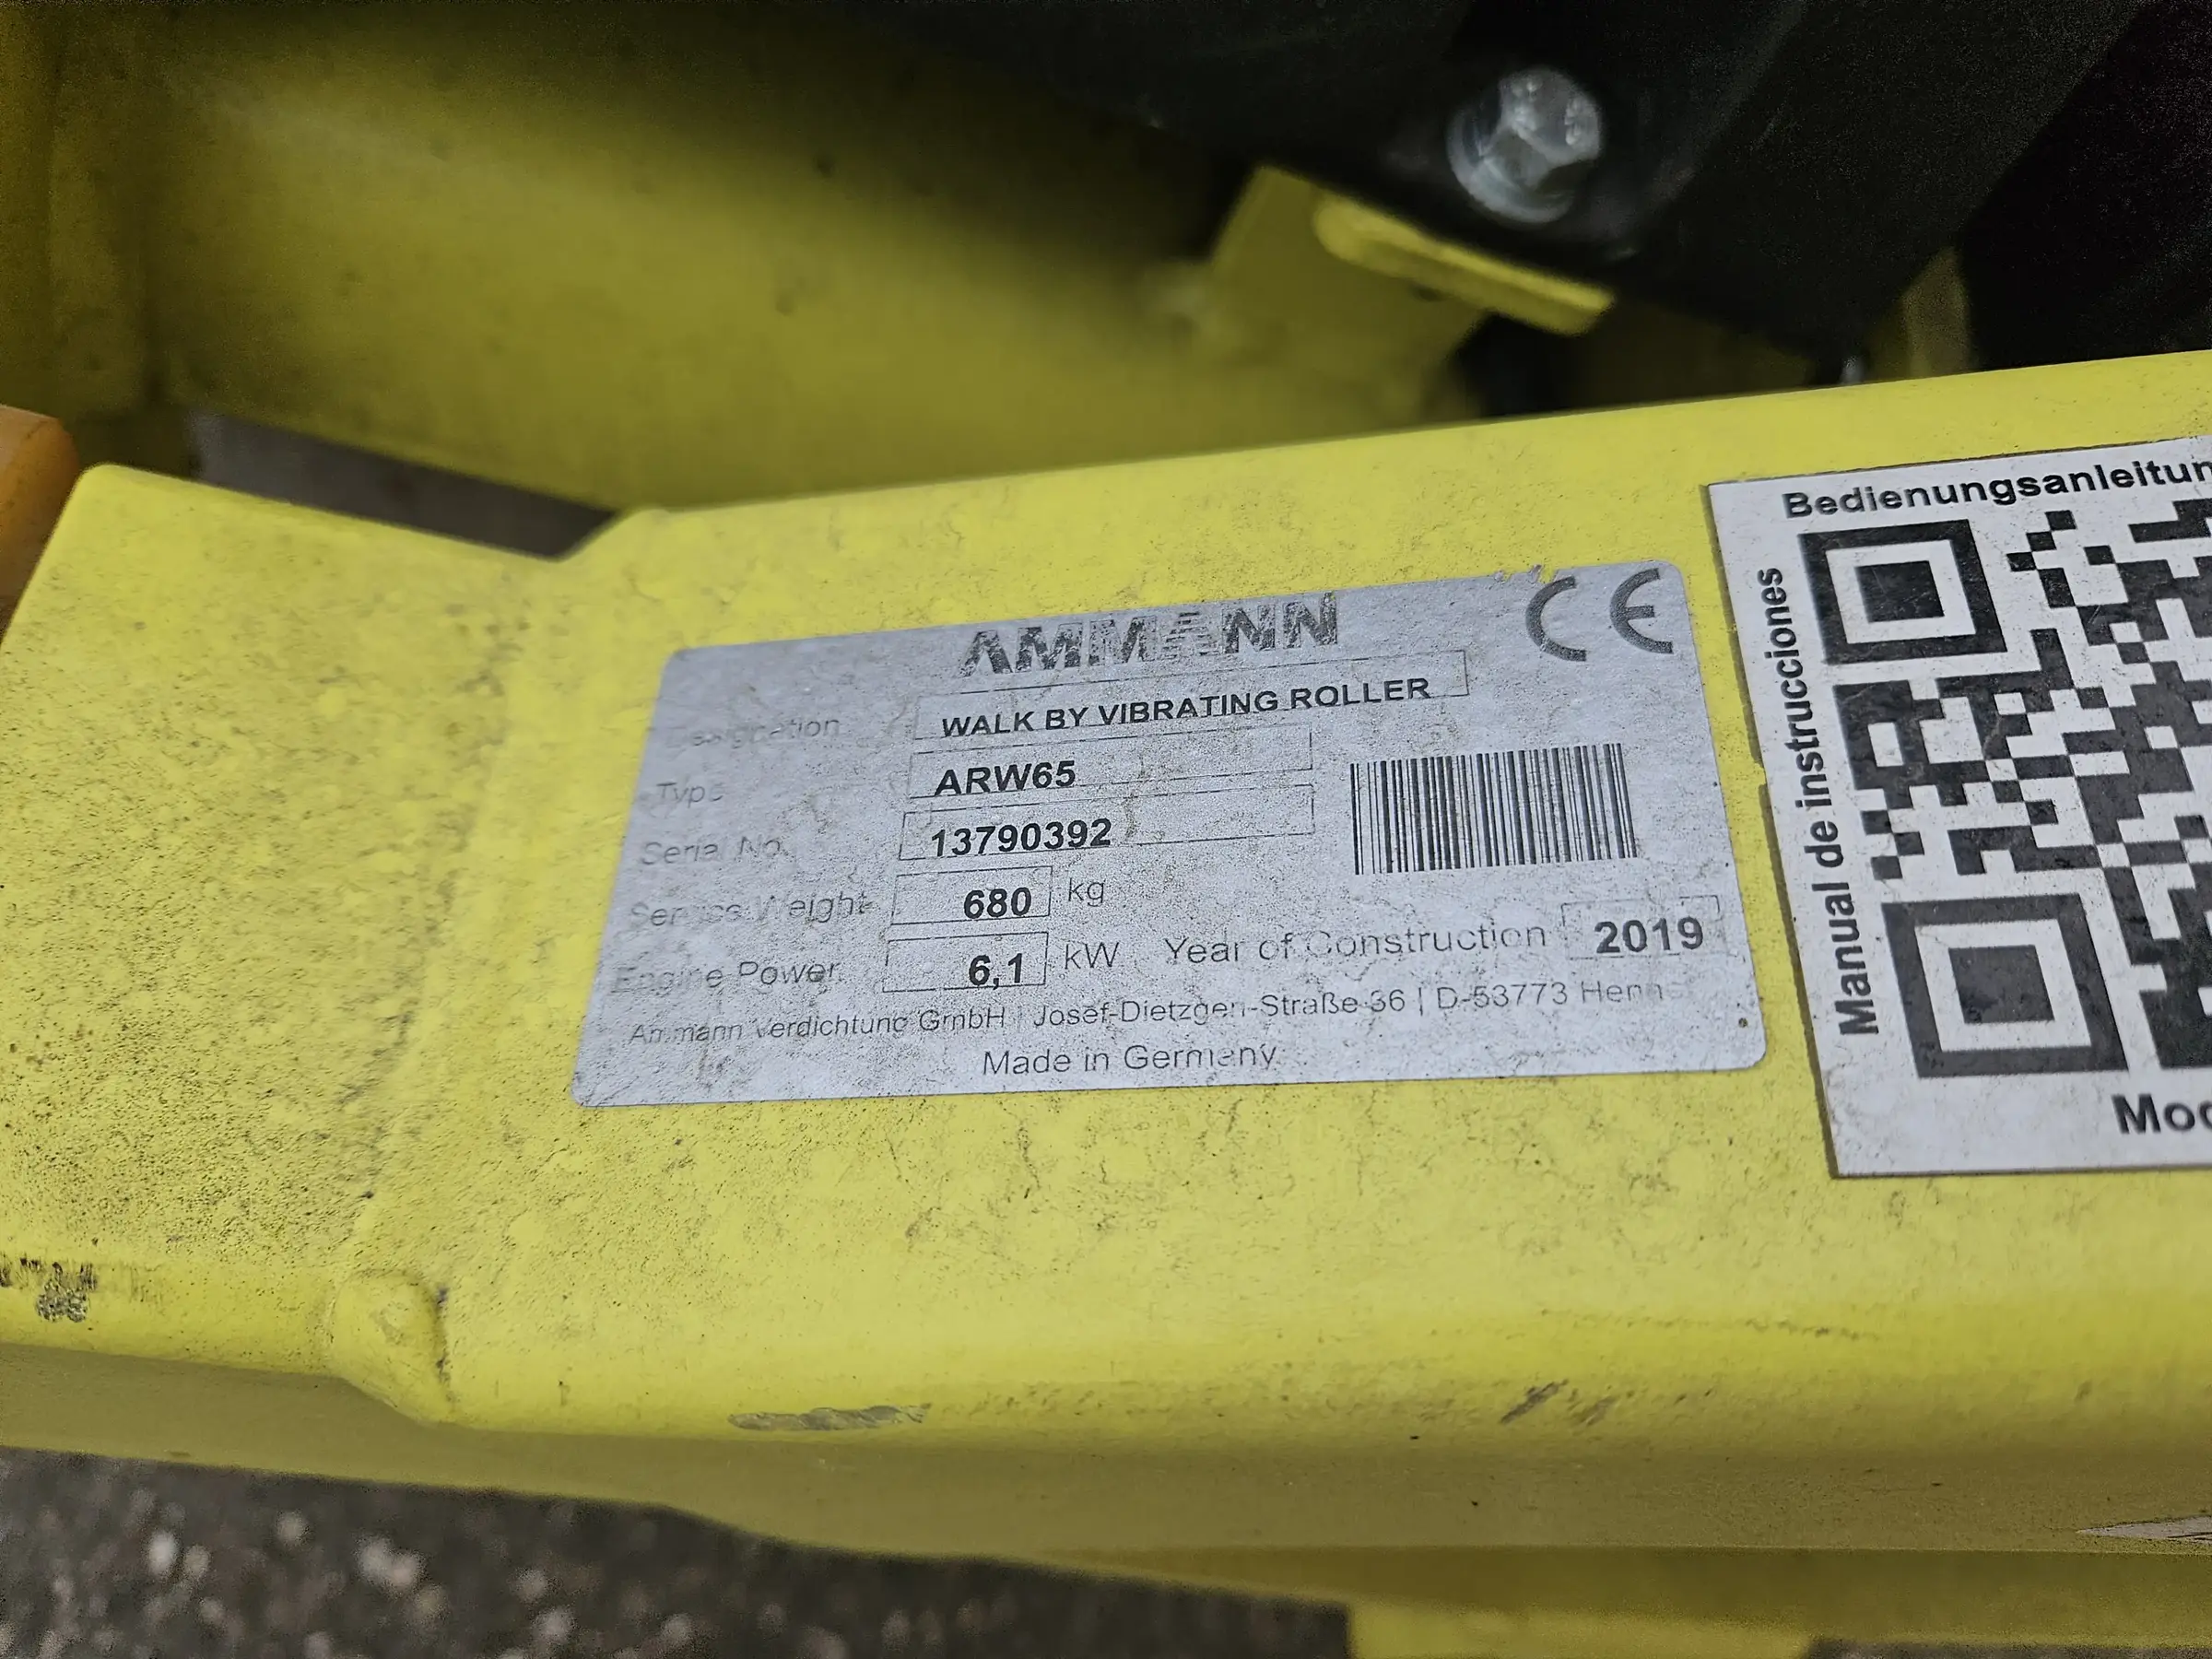 AMMANN CE
Designation WALK BY VIBRATING ROLLER
Type ARW65
Serial No. 13790392
Service Weight 680 kg
Engine Power 6,1 kW Year of Construction 2019
Ammann Verdichtung GmbH | Josef-Dietzgen-Straße 36 | D-53773
Made in Germany
Manual de instrucciones